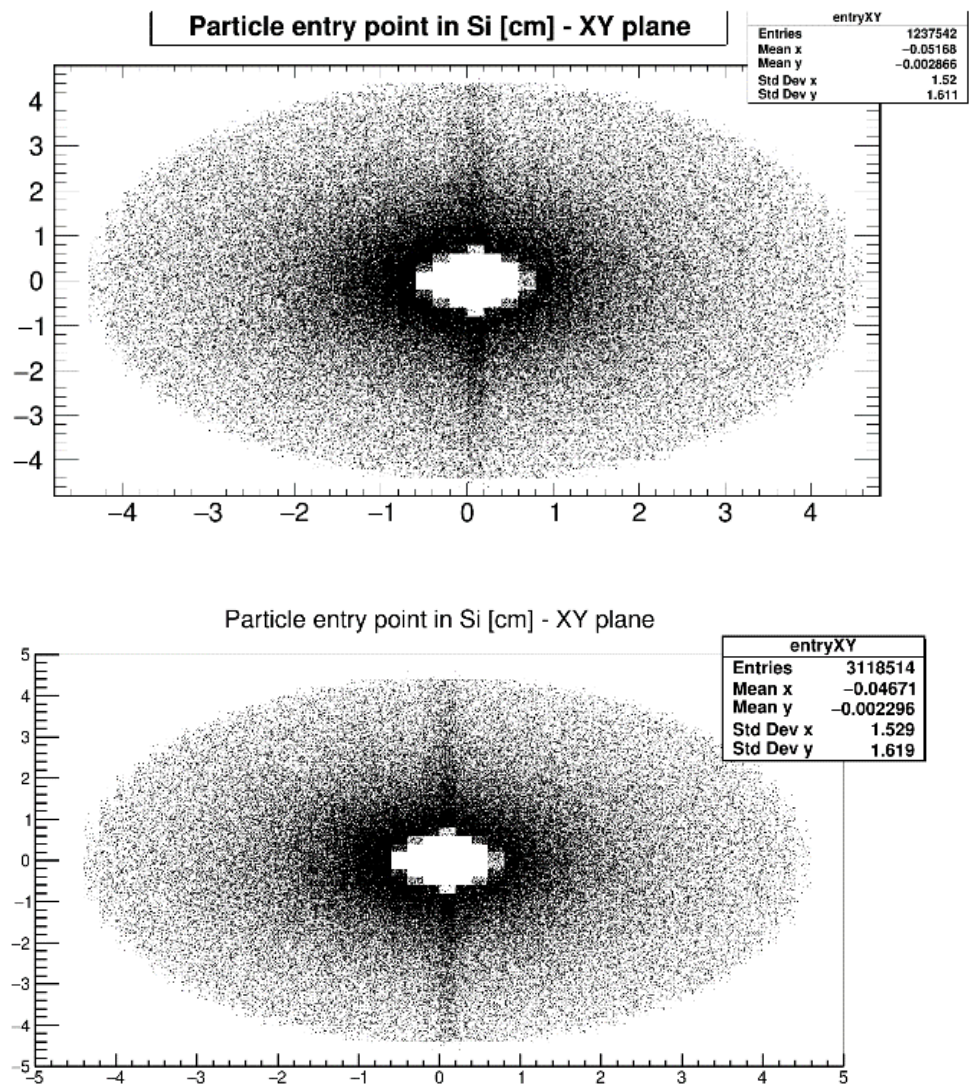 Particle entry point in Si [cm] - XY plane
entryXY
Entries 1237542
Mean x −0.05168
Mean y −0.002866
Std Dev x 1.52
Std Dev y 1.611
4
3
2
1
0
−1
−2
−3
−4
−4 −3 −2 −1 0 1 2 3 4
Particle entry point in Si [cm] - XY plane
entryXY
Entries 3118514
Mean x −0.04671
Mean y −0.002296
Std Dev x 1.529
Std Dev y 1.619
5
4
3
2
1
0
−1
−2
−3
−4
−5
−5 −4 −3 −2 −1 0 1 2 3 4 5